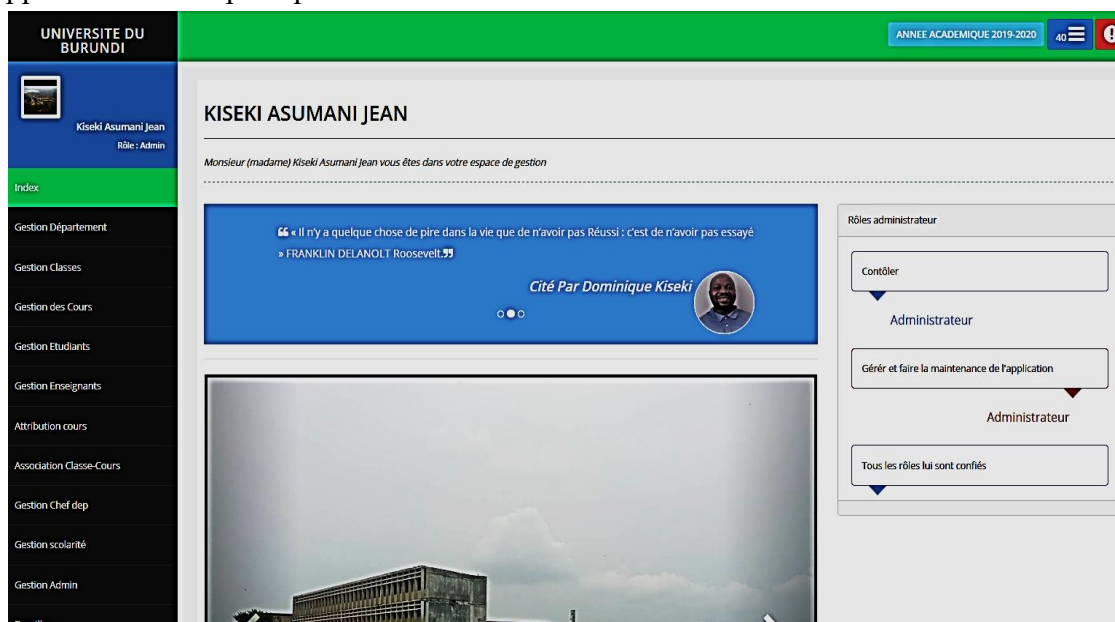 UNIVERSITE DU
BURUNDI
ANNEE ACADEMIQUE 2019-2020
40
Kiseki Asumani Jean
Rôle : Admin
Index
Gestion Département
Gestion Classes
Gestion des Cours
Gestion Etudiants
Gestion Enseignants
Attribution cours
Association Classe-Cours
Gestion Chef dep
Gestion scolarité
Gestion Admin
KISEKI ASUMANI JEAN
Monsieur (madame) Kiseki Asumani Jean vous êtes dans votre espace de gestion
« Il n'y a quelque chose de pire dans la vie que de n'avoir pas Réussi : c'est de n'avoir pas essayé
» FRANKLIN DELANOLT Roosevelt.
Cité Par Dominique Kiseki
Rôles administrateur
Contôler
Administrateur
Gérér et faire la maintenance de l'application
Administrateur
Tous les rôles lui sont confiés